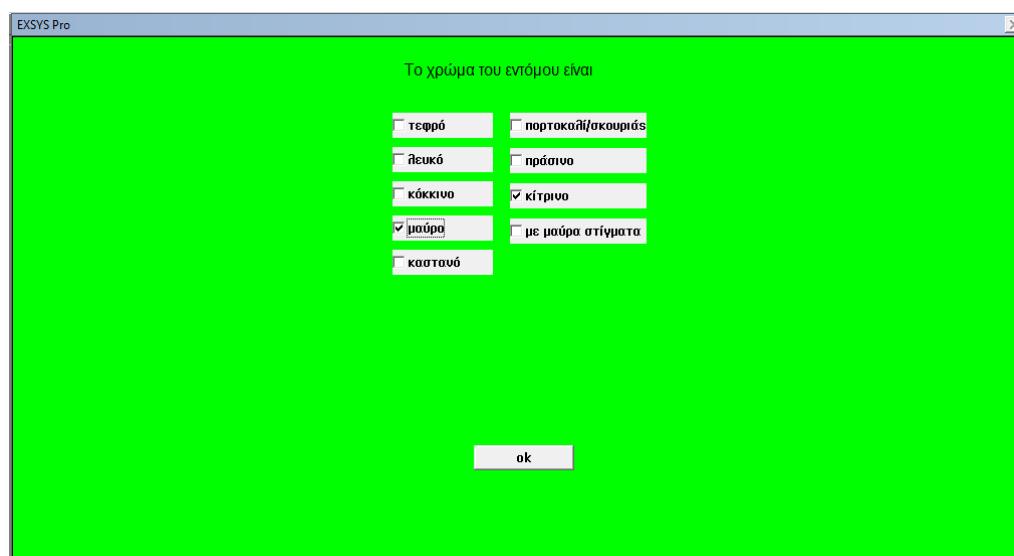 EXSYS Pro
Το χρώμα του εντόμου είναι
τεφρό
λευκό
κόκκινο
μαύρο
καστανό
πορτοκαλί/σκουριάς
πράσινο
κίτρινο
με μαύρα στίγματα
ok